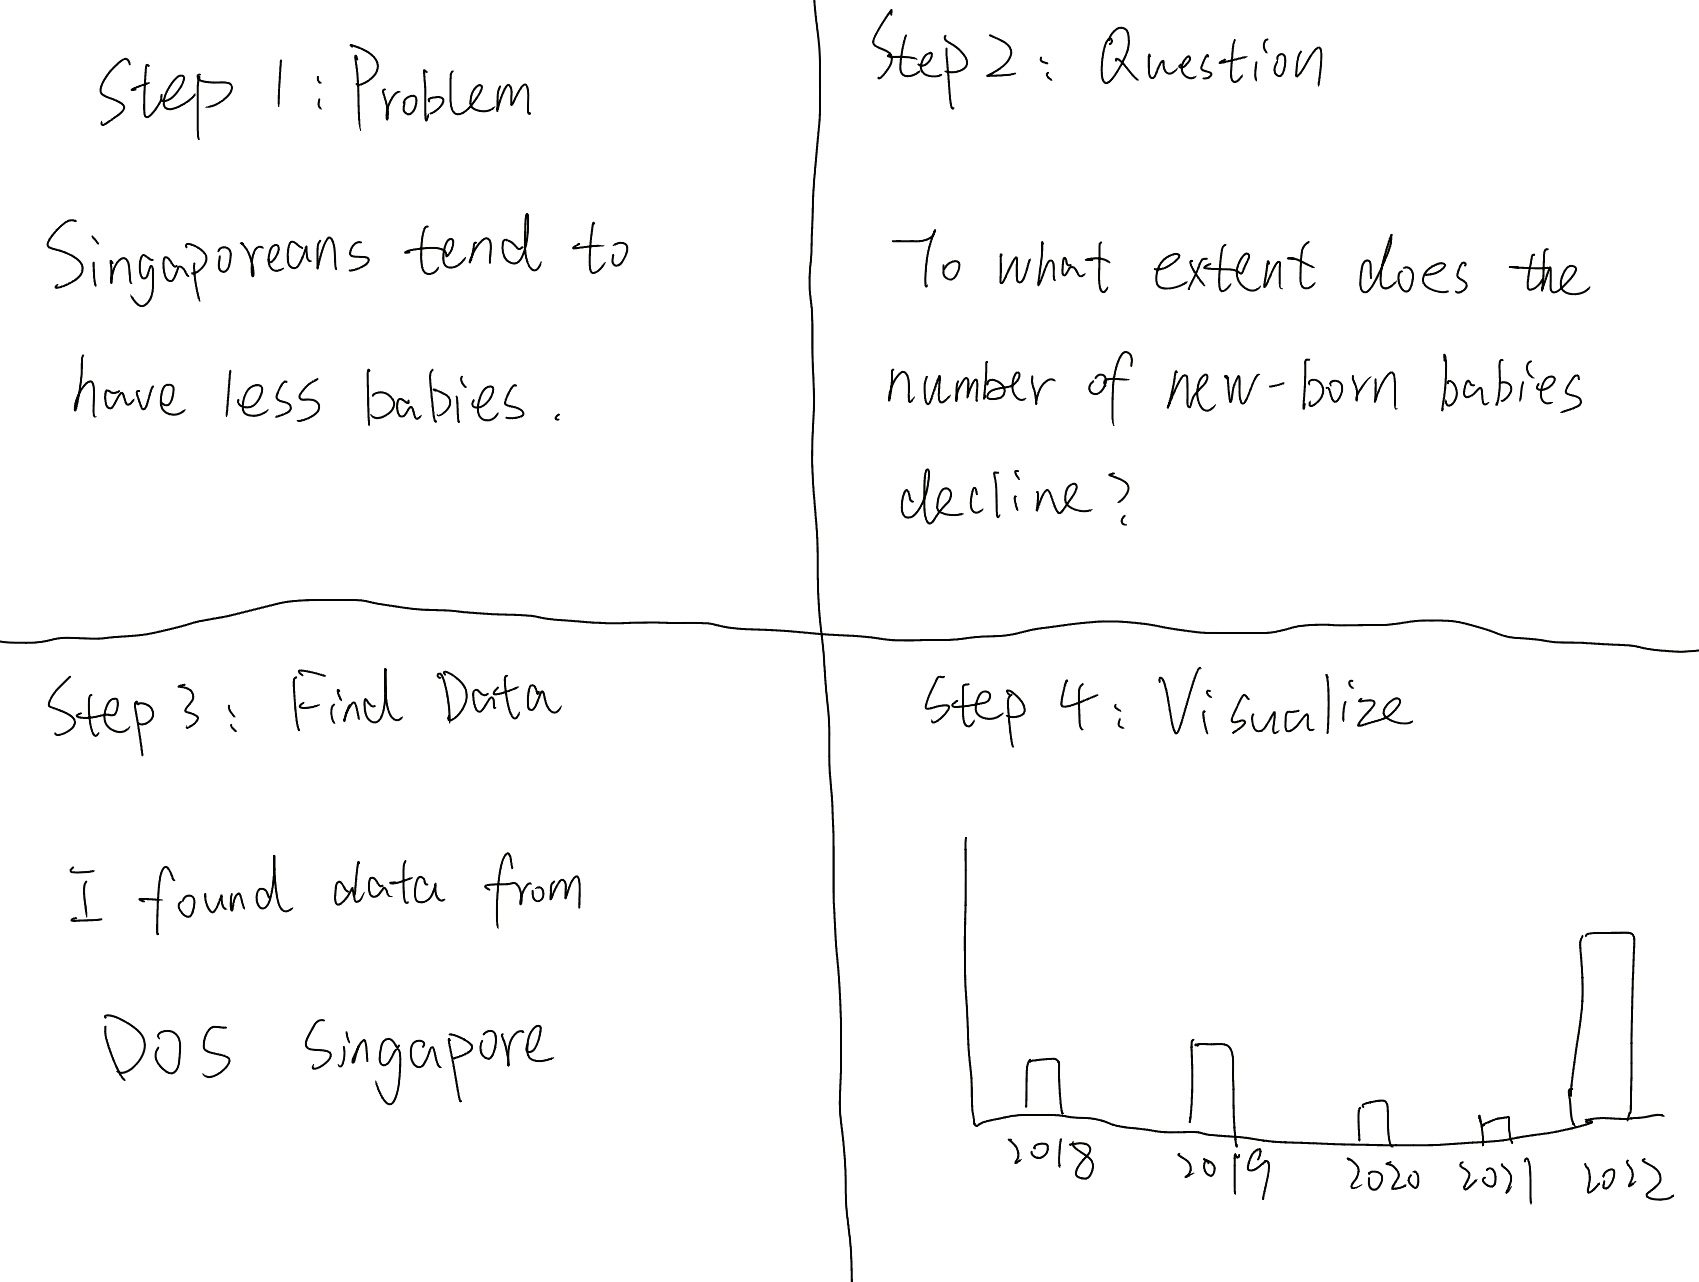 Step 1: Problem
Singaporeans tend to
have less babies.
Step 2: Question
To what extent does the
number of new-born babies
decline?
Step 3: Find Data
I found data from
DOS Singapore
Step 4: Visualize
2018 2019 2020 2021 2022